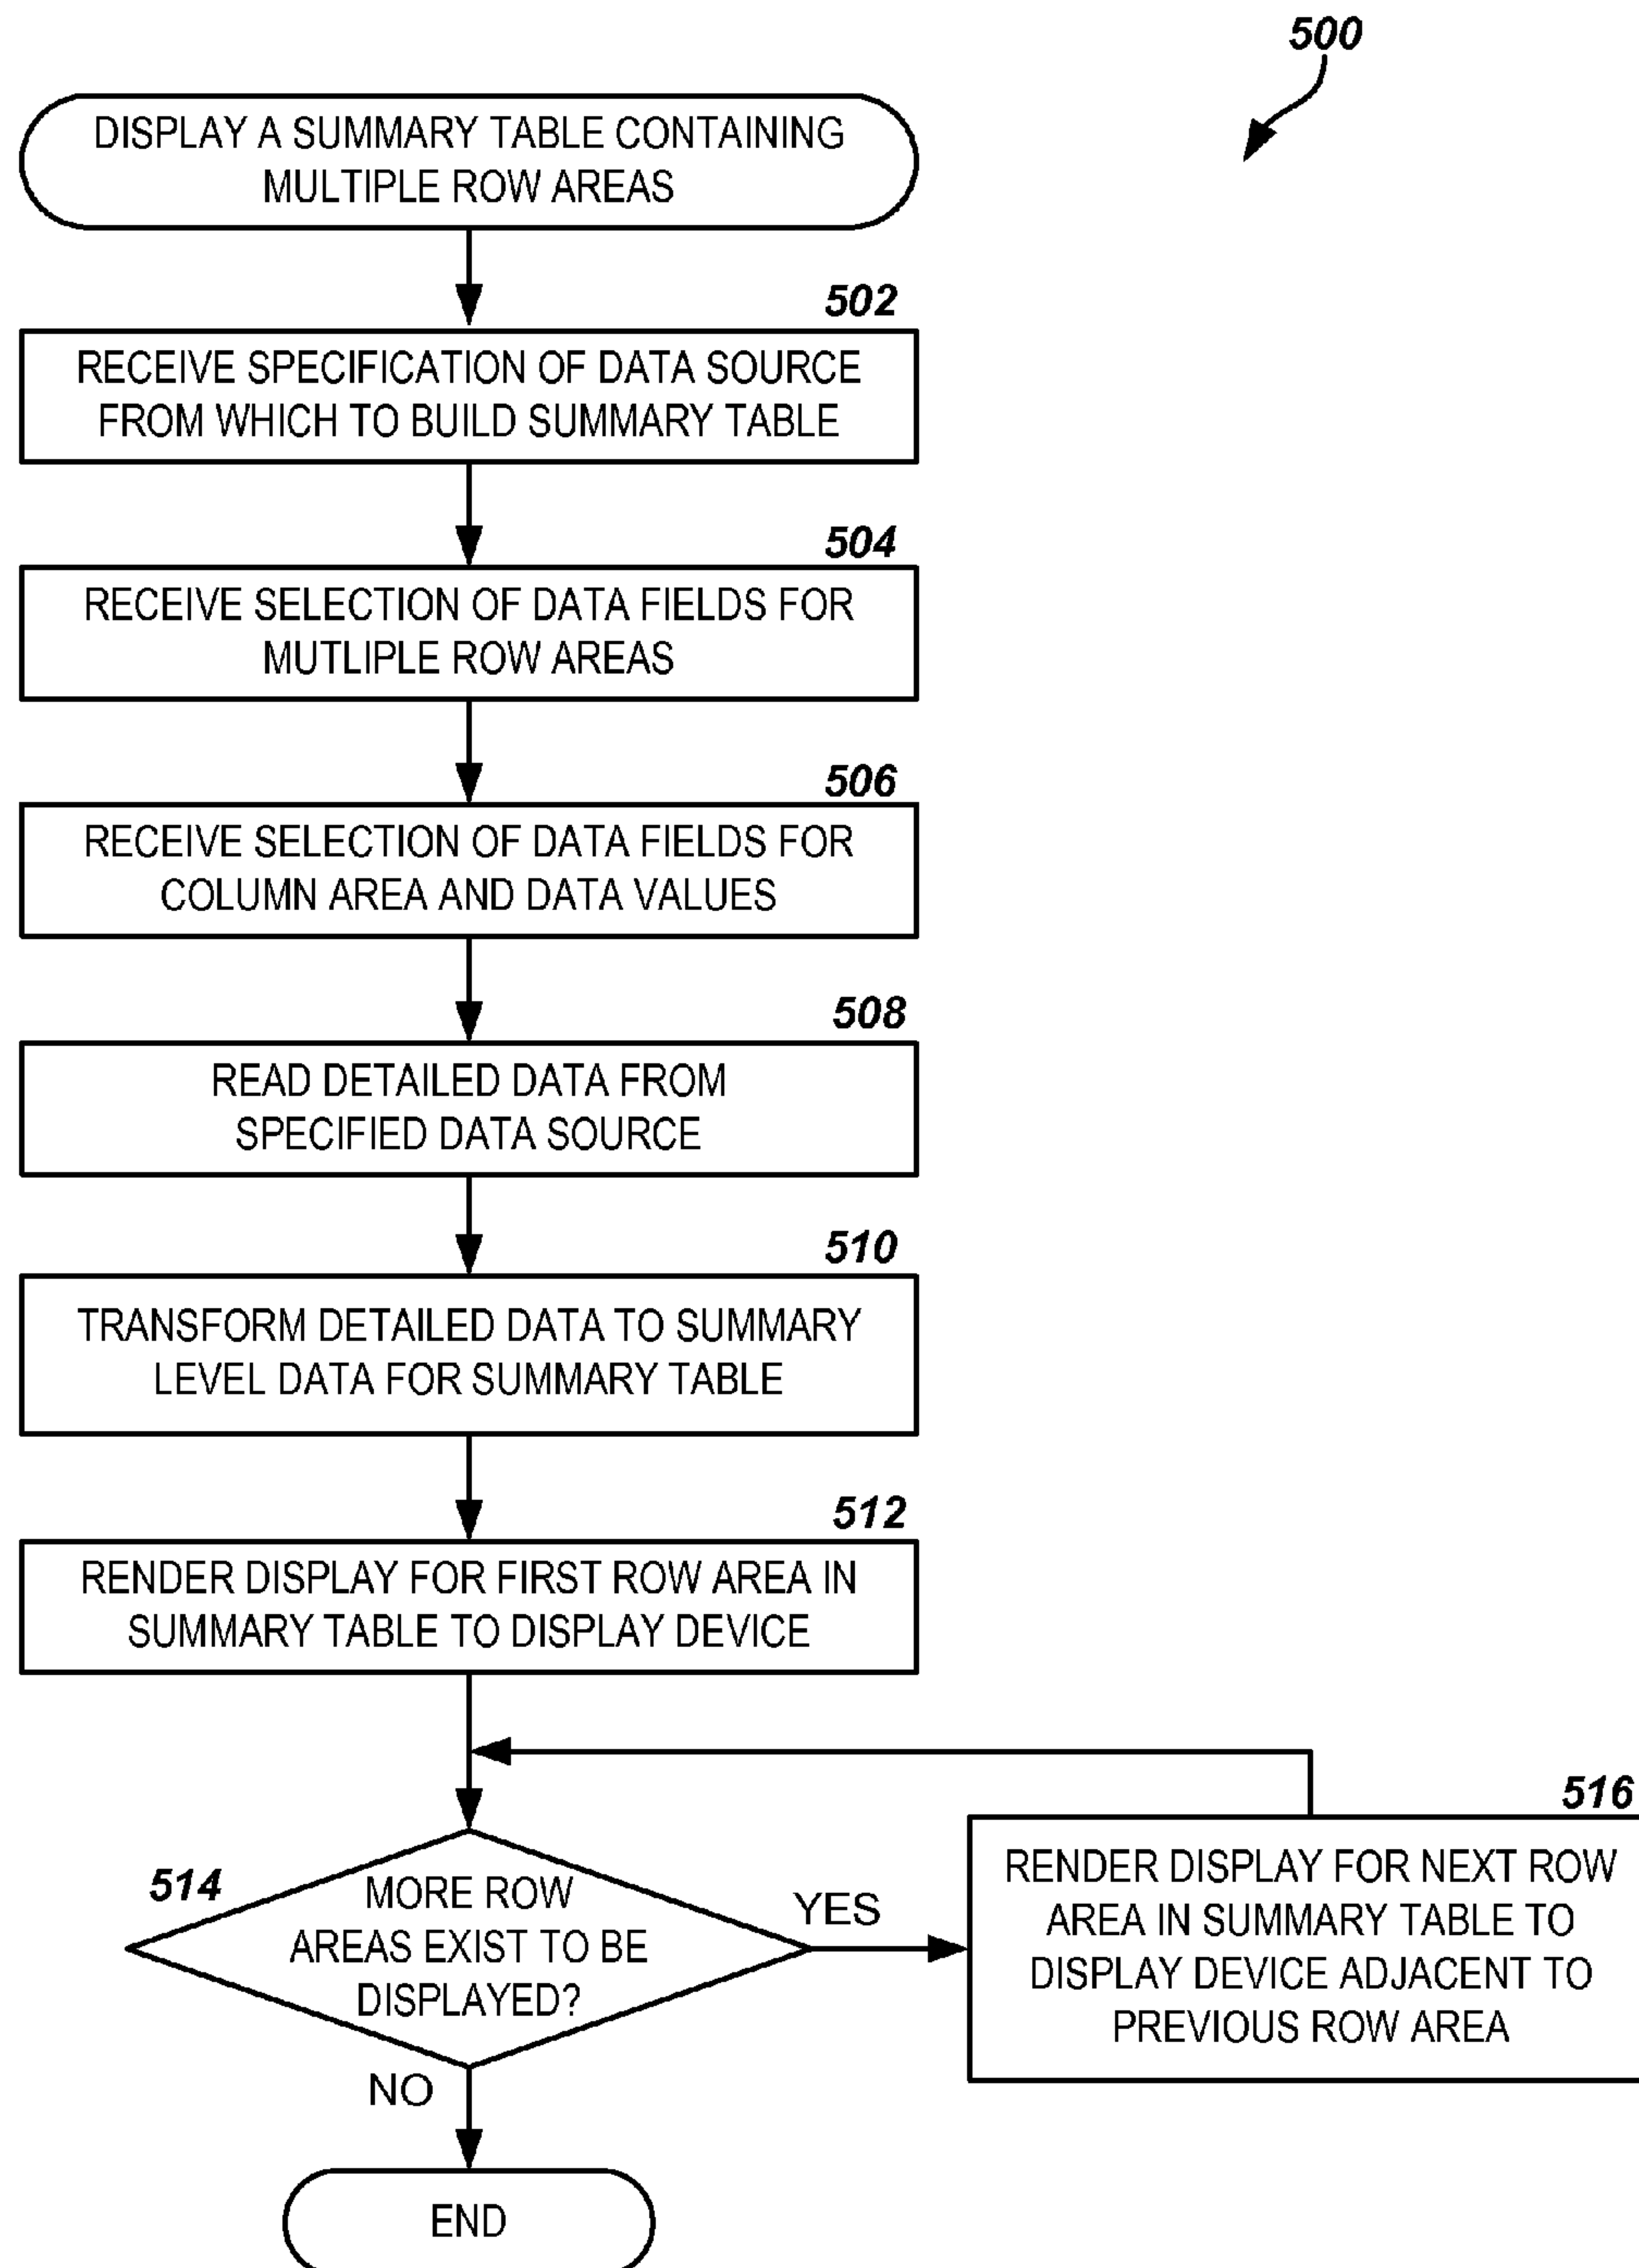 500
DISPLAY A SUMMARY TABLE CONTAINING
MULTIPLE ROW AREAS
502
RECEIVE SPECIFICATION OF DATA SOURCE
FROM WHICH TO BUILD SUMMARY TABLE
504
RECEIVE SELECTION OF DATA FIELDS FOR
MUTLIPLE ROW AREAS
506
RECEIVE SELECTION OF DATA FIELDS FOR
COLUMN AREA AND DATA VALUES
508
READ DETAILED DATA FROM
SPECIFIED DATA SOURCE
510
TRANSFORM DETAILED DATA TO SUMMARY
LEVEL DATA FOR SUMMARY TABLE
512
RENDER DISPLAY FOR FIRST ROW AREA IN
SUMMARY TABLE TO DISPLAY DEVICE
514
MORE ROW
AREAS EXIST TO BE
DISPLAYED?
YES
516
RENDER DISPLAY FOR NEXT ROW
AREA IN SUMMARY TABLE TO
DISPLAY DEVICE ADJACENT TO
PREVIOUS ROW AREA
NO
END